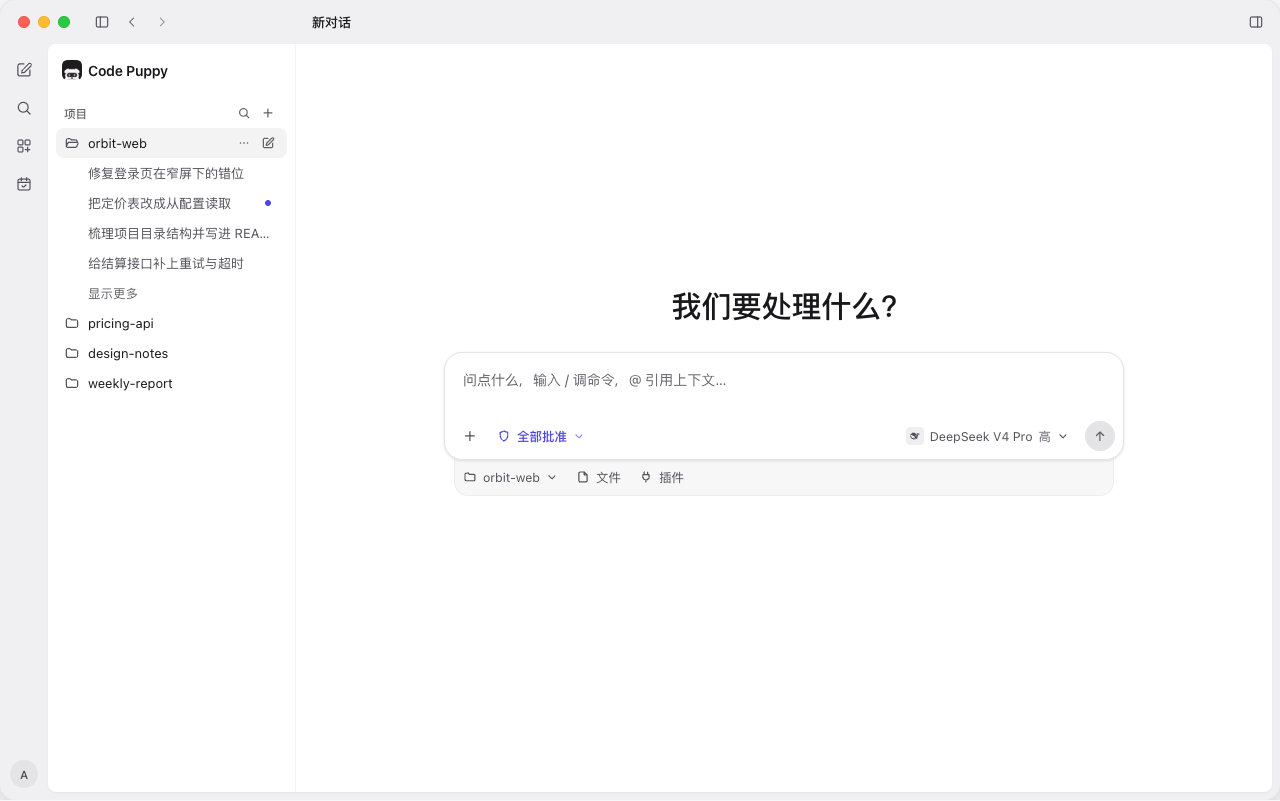 新对话
Code Puppy
项目
orbit-web
修复登录页在窄屏下的错位
把定价表改成从配置读取
梳理项目目录结构并写进 REA...
给结算接口补上重试与超时
显示更多
pricing-api
design-notes
weekly-report
A
我们要处理什么?
问点什么，输入 / 调命令，@ 引用上下文...
全部批准
DeepSeek V4 Pro 高
orbit-web 文件 插件